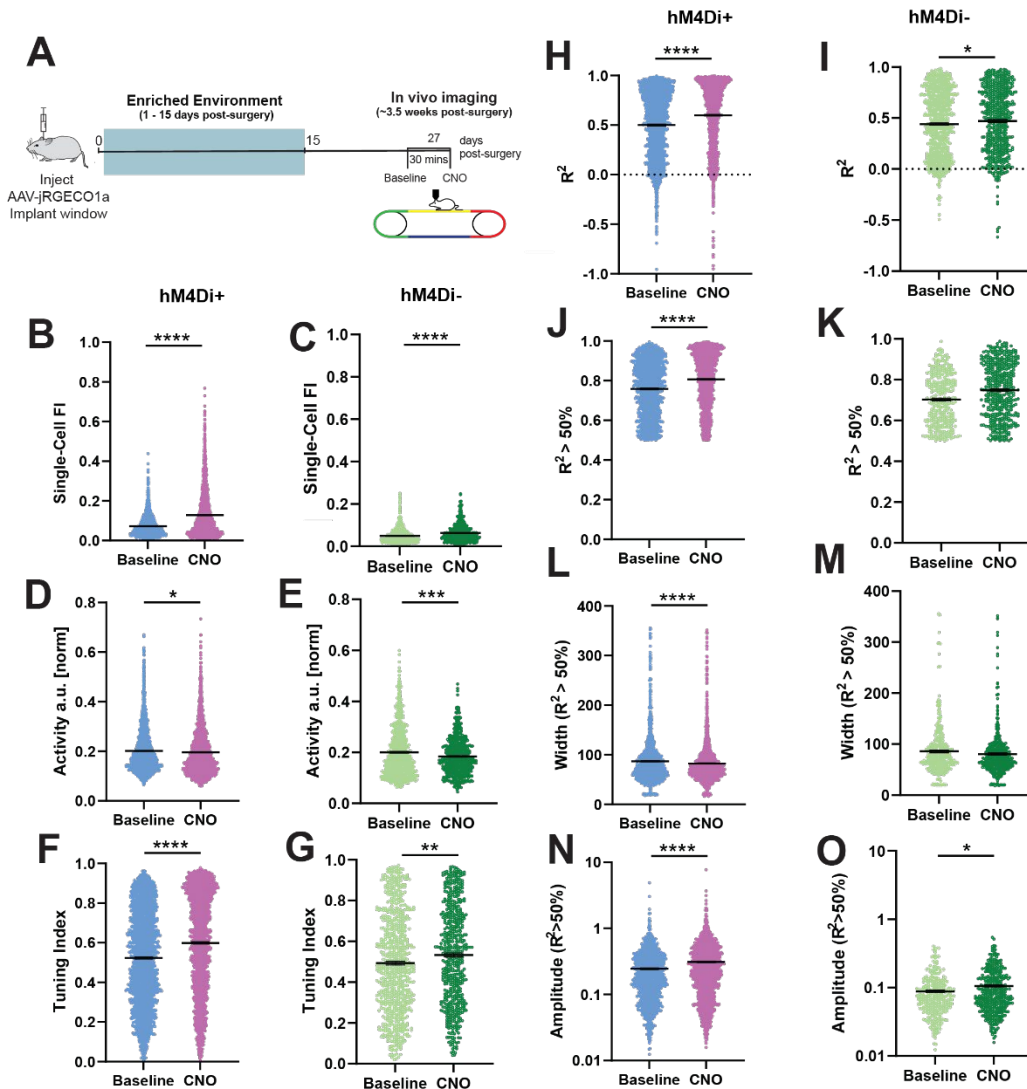 A
Enriched Environment
(1 - 15 days post-surgery)
In vivo imaging
(~3.5 weeks post-surgery)
0
15
27
days
post-surgery
30 mins
Baseline
CNO
Inject
AAV-jRGECO1a
Implant window
hM4Di+
hM4Di-
B
****
Single-Cell FI
1.0
0.8
0.6
0.4
0.2
0.0
Baseline
CNO
C
****
Single-Cell FI
1.0
0.8
0.6
0.4
0.2
0.0
Baseline
CNO
D
*
Activity a.u. [norm]
0.8
0.6
0.4
0.2
0.0
Baseline
CNO
E
***
Activity a.u. [norm]
0.8
0.6
0.4
0.2
0.0
Baseline
CNO
F
****
Tuning Index
1.0
0.8
0.6
0.4
0.2
0.0
Baseline
CNO
G
**
Tuning Index
1.0
0.8
0.6
0.4
0.2
0.0
Baseline
CNO
hM4Di+
hM4Di-
H
****
R²
1.0
0.5
0.0
-0.5
-1.0
Baseline
CNO
I
*
R²
1.0
0.5
0.0
-0.5
-1.0
Baseline
CNO
J
****
R² > 50%
1.0
0.8
0.6
0.4
0.2
0.0
Baseline
CNO
K
R² > 50%
1.0
0.8
0.6
0.4
0.2
0.0
Baseline
CNO
L
****
Width (R² > 50%)
400
300
200
100
0
Baseline
CNO
M
Width (R² > 50%)
400
300
200
100
0
Baseline
CNO
N
****
Amplitude (R²>50%)
10
1
0.1
0.01
Baseline
CNO
O
*
Amplitude (R²>50%)
10
1
0.1
0.01
Baseline
CNO